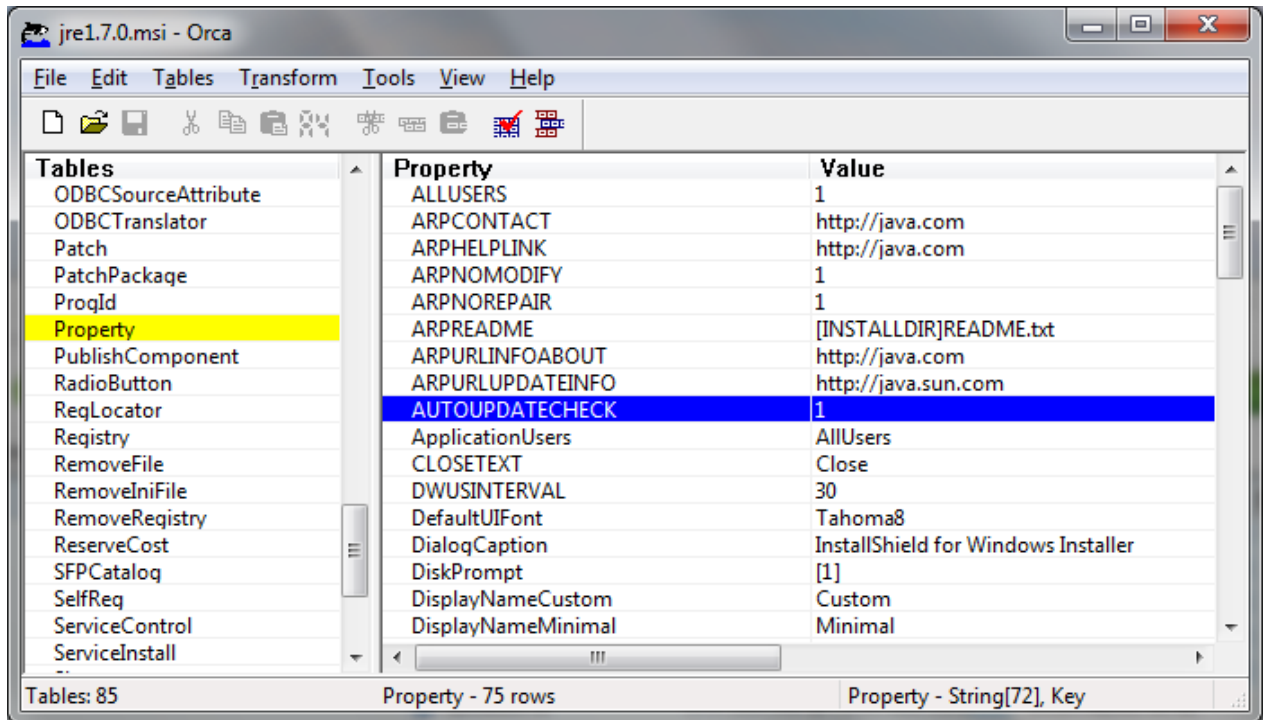 jre1.7.0.msi - Orca
File Edit Tables Transform Tools View Help
Tables
ODBCSourceAttribute
ODBCTranslator
Patch
PatchPackage
ProgId
Property
PublishComponent
RadioButton
RegLocator
Registry
RemoveFile
RemoveIniFile
RemoveRegistry
ReserveCost
SFPCatalog
SelfReg
ServiceControl
ServiceInstall
Property Value
ALLUSERS 1
ARPCONTACT http://java.com
ARPHELPLINK http://java.com
ARPNOMODIFY 1
ARPNOREPAIR 1
ARPREADME [INSTALLDIR]README.txt
ARPURLINFOABOUT http://java.com
ARPURLUPDATEINFO http://java.sun.com
AUTOUPDATECHECK 1
ApplicationUsers AllUsers
CLOSETEXT Close
DWUSINTERVAL 30
DefaultUIFont Tahoma8
DialogCaption InstallShield for Windows Installer
DiskPrompt [1]
DisplayNameCustom Custom
DisplayNameMinimal Minimal
Tables: 85 Property - 75 rows Property - String[72], Key